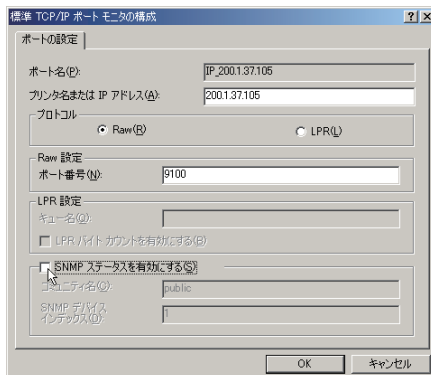 標準 TCP/IP ポート モニタの構成
ポートの設定
ポート名(P):
IP_200.1.37.105
プリンタ名または IP アドレス(A):
200.1.37.105
プロトコル
Raw(R)
LPR(L)
Raw 設定
ポート番号(N):
9100
LPR 設定
キュー名(Q):
LPR バイト カウントを有効にする(B)
SNMP ステータスを有効にする(S)
コミュニティ名(C):
public
SNMP デバイス
インデックス(D):
1
OK
キャンセル